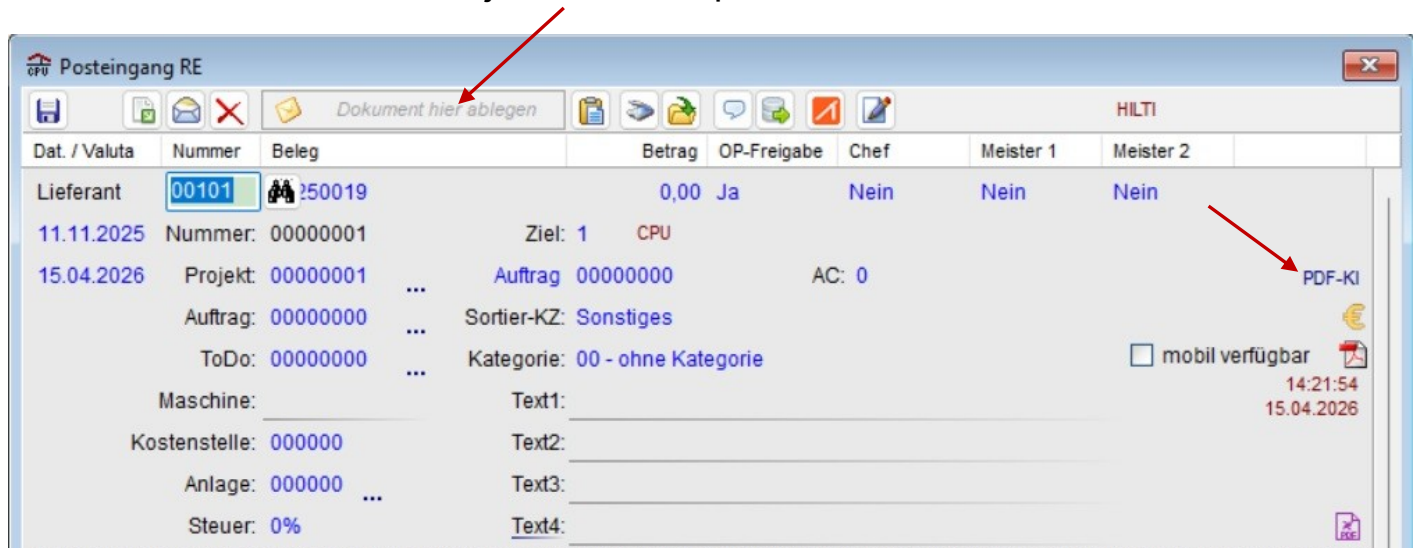 CPU Posteingang RE
Dokument hier ablegen HILTI
Dat. / Valuta Nummer Beleg Betrag OP-Freigabe Chef Meister 1 Meister 2
Lieferant 00101 250019 0,00 Ja Nein Nein Nein
11.11.2025 Nummer: 00000001 Ziel: 1 CPU
15.04.2026 Projekt: 00000001 ... Auftrag 00000000 AC: 0 PDF-KI
Auftrag: 00000000 ... Sortier-KZ: Sonstiges €
ToDo: 00000000 ... Kategorie: 00 - ohne Kategorie mobil verfügbar
14:21:54
Maschine: Text1:
15.04.2026
Kostenstelle: 000000 Text2:
Anlage: 000000 ... Text3:
Steuer: 0% Text4:
PDF